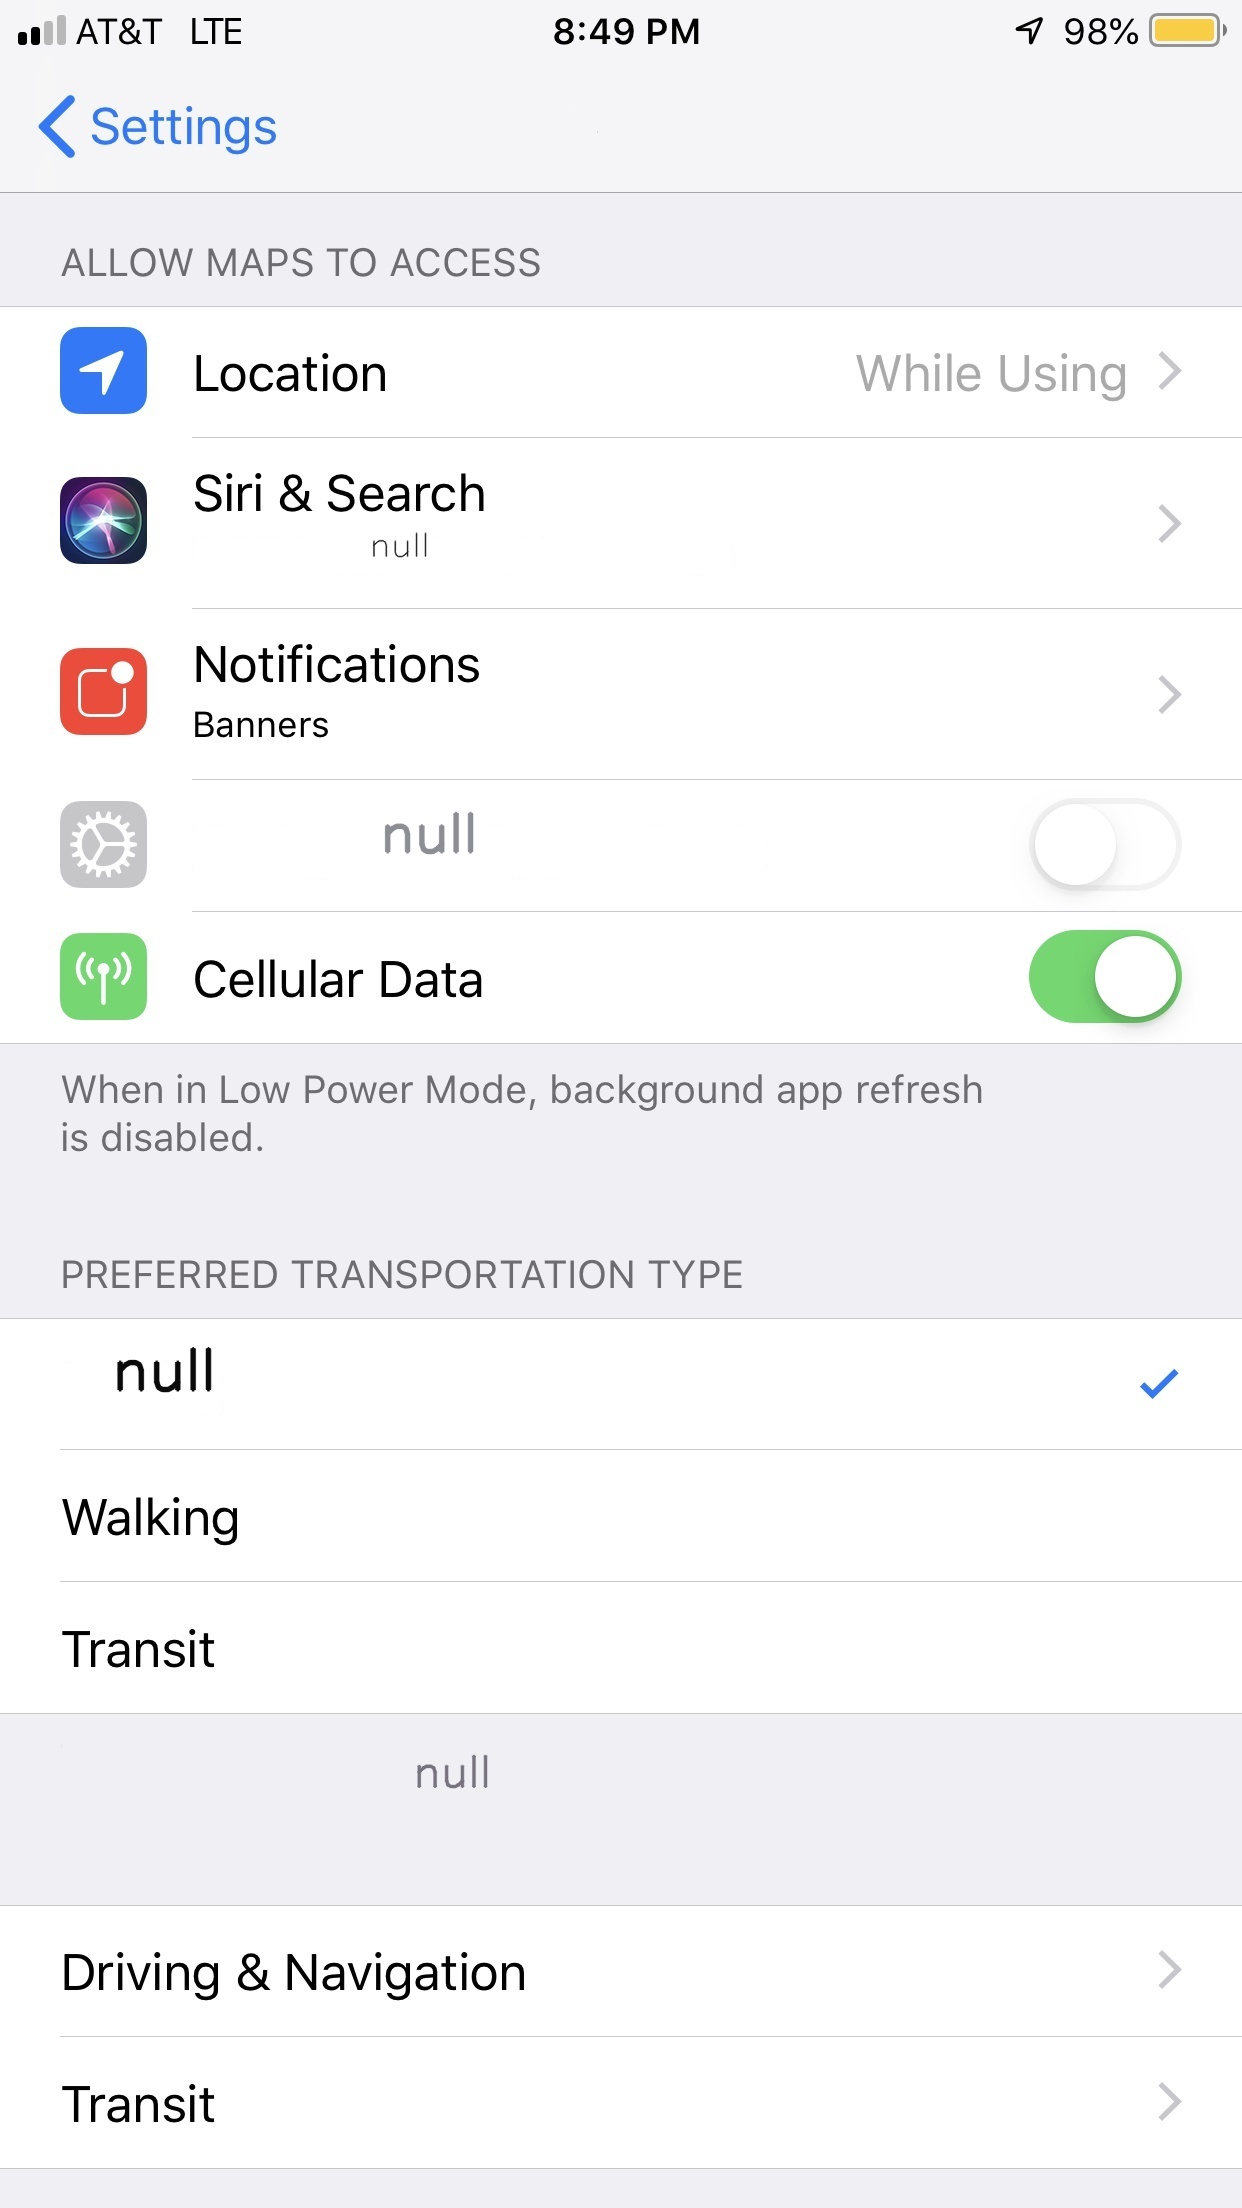 AT&T LTE 8:49 PM 98%
Settings
ALLOW MAPS TO ACCESS
Location While Using
Siri & Search
null
Notifications
Banners
null
Cellular Data
When in Low Power Mode, background app refresh
is disabled.
PREFERRED TRANSPORTATION TYPE
null
Walking
Transit
null
Driving & Navigation
Transit